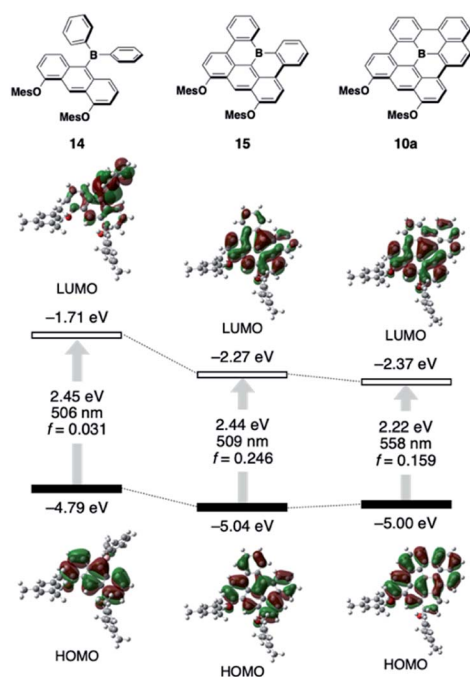 B
B
B
MesO
MesO
MesO
MesO
MesO
MesO
14
15
10a
LUMO
LUMO
LUMO
−1.71 eV
−2.27 eV
−2.37 eV
2.45 eV
506 nm
f = 0.031
2.44 eV
509 nm
f = 0.246
2.22 eV
558 nm
f = 0.159
−4.79 eV
−5.04 eV
−5.00 eV
HOMO
HOMO
HOMO